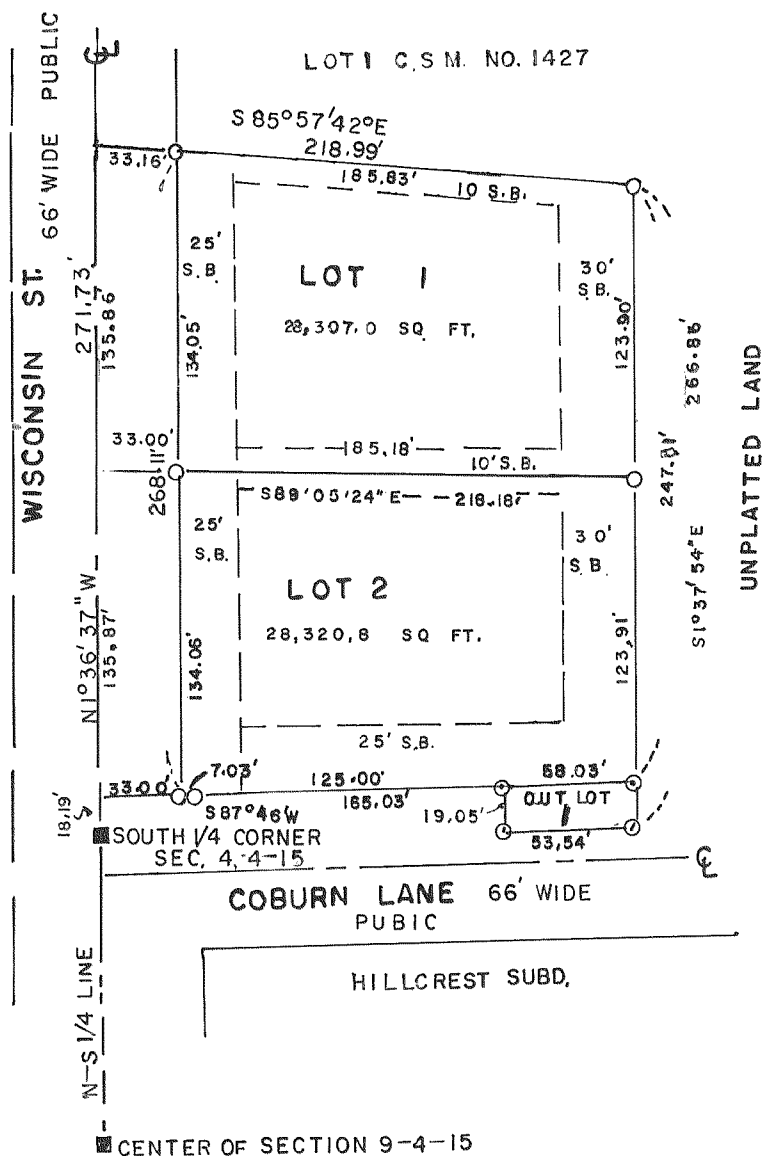 LOT 1 C.S.M. NO. 1427
S 85°57'42°E
218.99'
33.16'
185.83'
10 S.B.
WISCONSIN ST. 66' WIDE PUBLIC
25'
S.B.
LOT 1
30'
S.B.
28,307.0 SQ FT.
271.73'
135.86'
134.05'
123.90'
266.86'
UNPLATTED LAND
33.00'
185.18'
10' S.B.
268.11'
247.81'
S89°05'24"E
218.18'
25'
S.B.
30'
S.B.
LOT 2
28,320.8 SQ FT.
N1°36'37"W
135.87'
134.06'
123.91'
S1°37'54"E
25' S.B.
7.03'
33.00'
125.00'
58.03'
S87°46'W
165.03'
19.05'
OUT LOT
1
53.54'
18.19'
SOUTH 1/4 CORNER
SEC. 4, 4-15
COBURN LANE 66' WIDE
PUBIC
HILLCREST SUBD.
N-S 1/4 LINE
CENTER OF SECTION 9-4-15